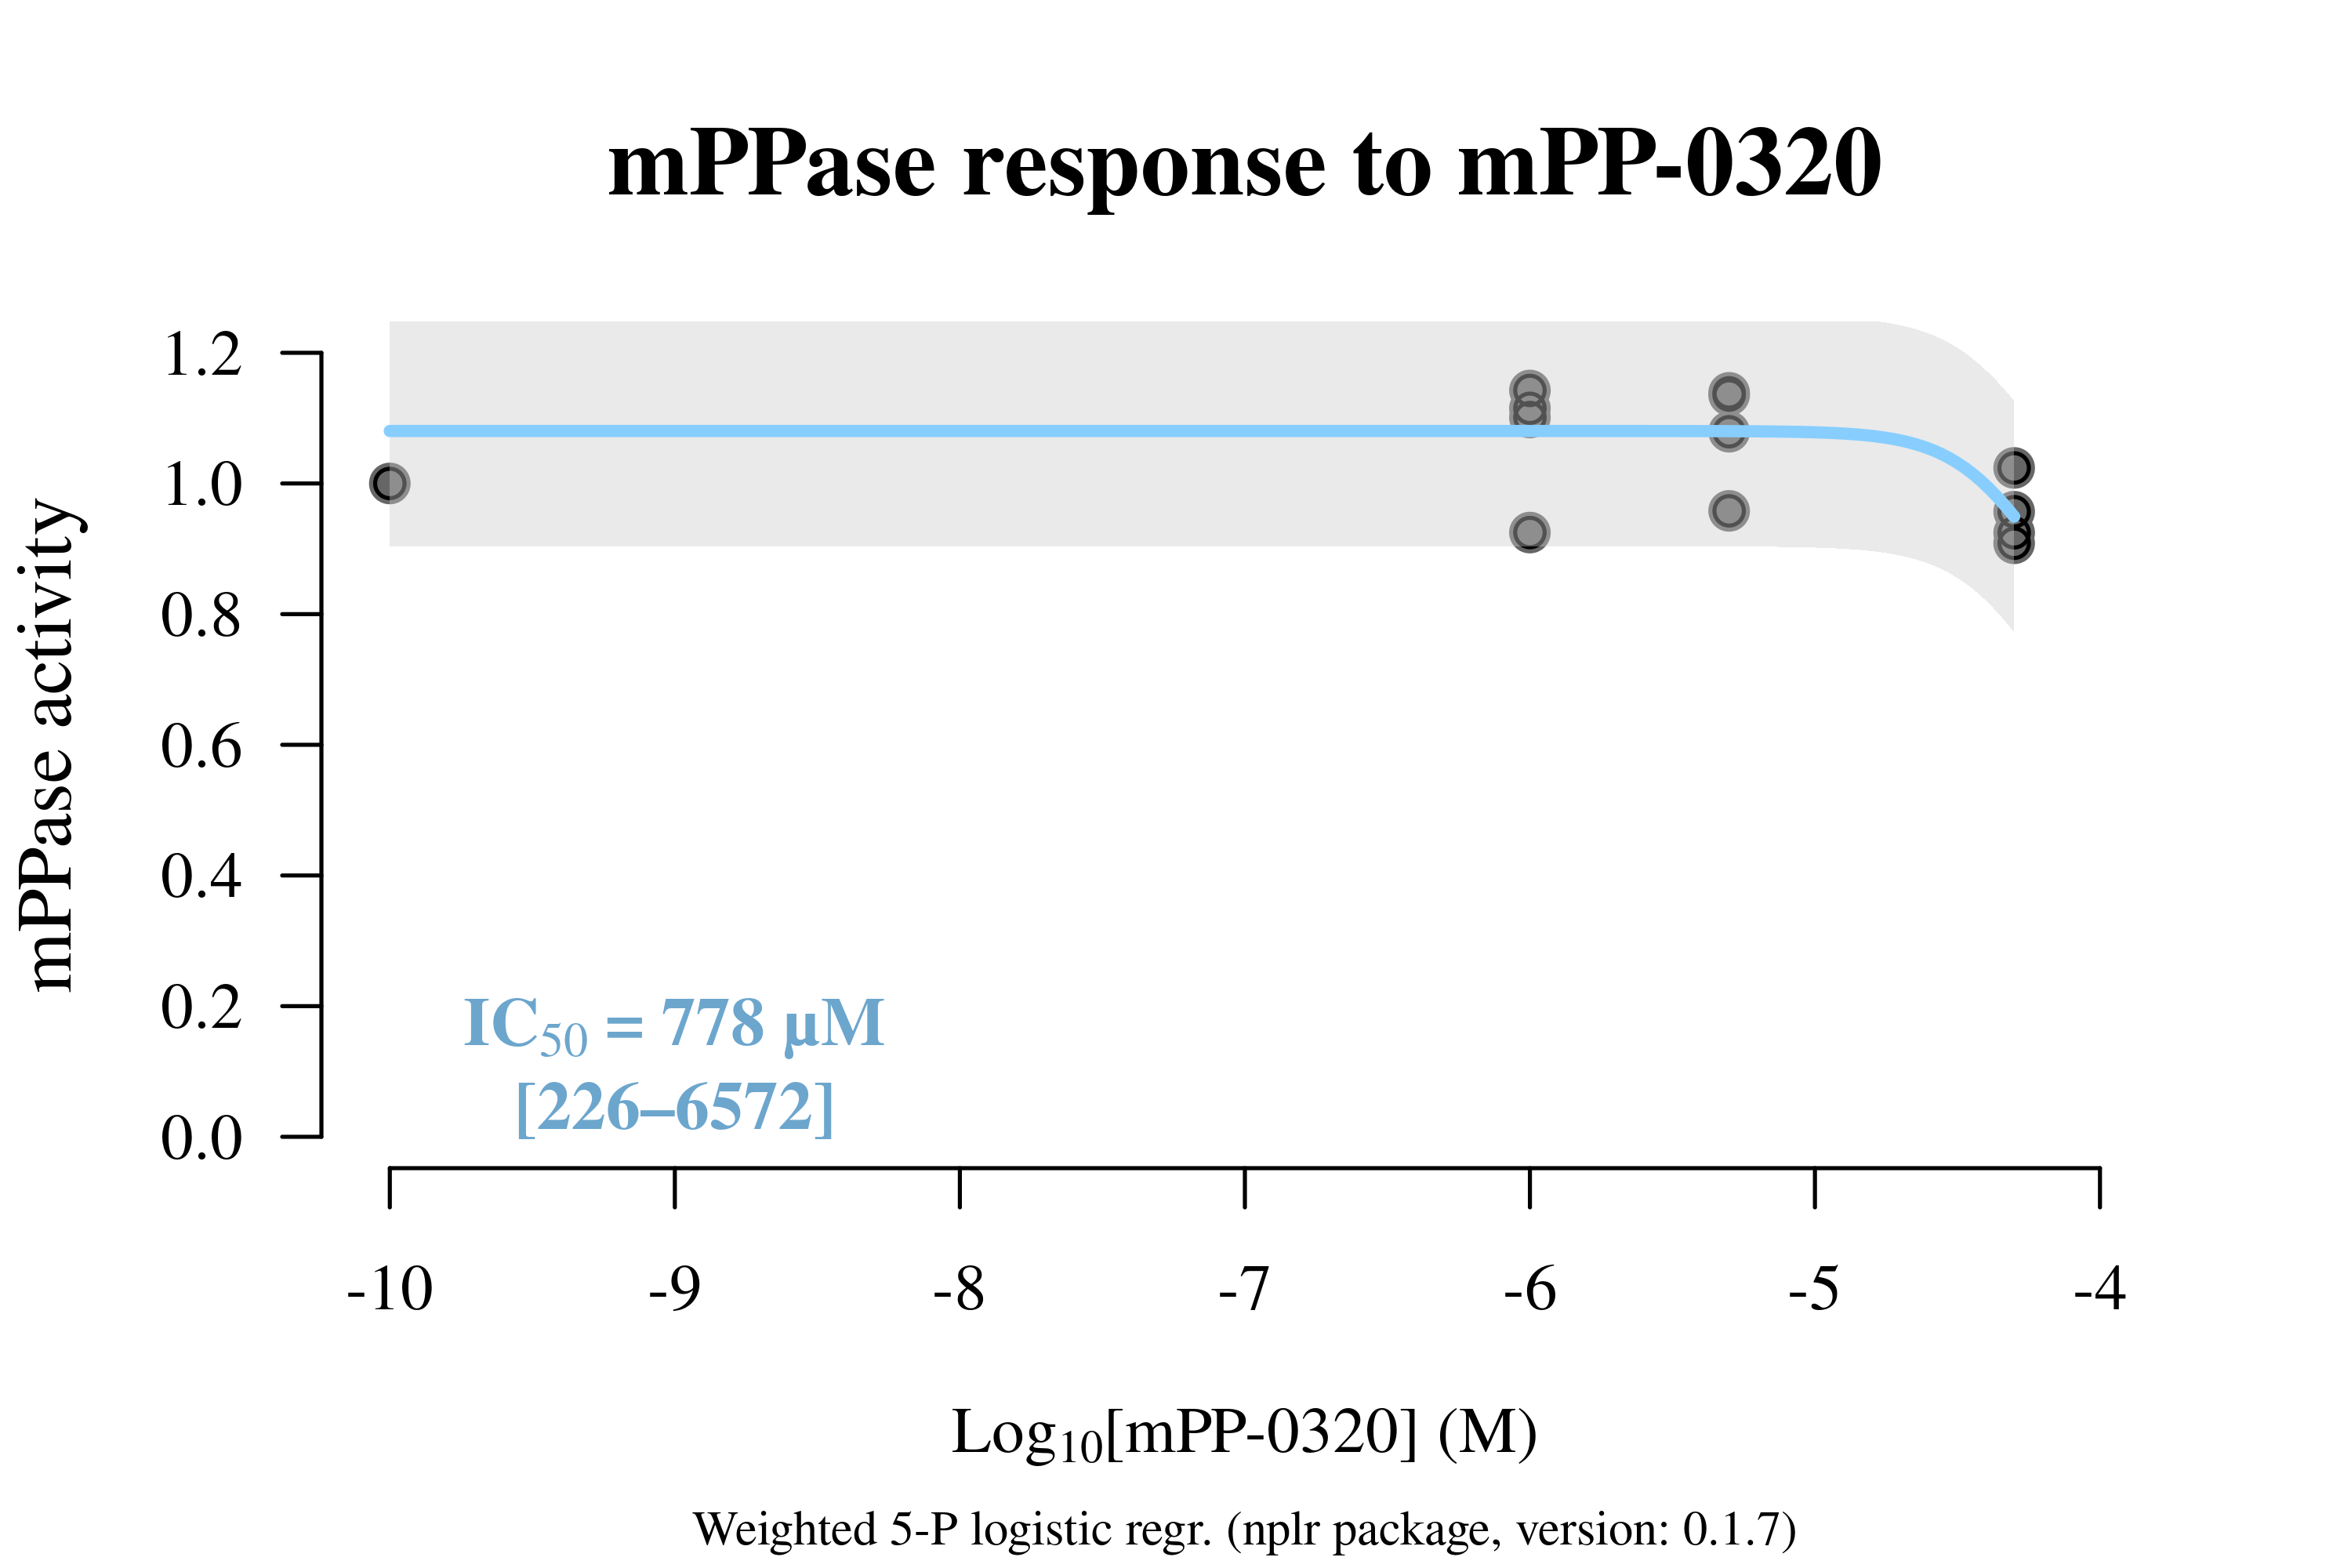 mPPase response to mPP-0320
mPPase activity
1.2
1.0
0.8
0.6
0.4
0.2
0.0
IC50 = 778 µM
[226–6572]
-10 -9 -8 -7 -6 -5 -4
Log10[mPP-0320] (M)
Weighted 5-P logistic regr. (nplr package, version: 0.1.7)